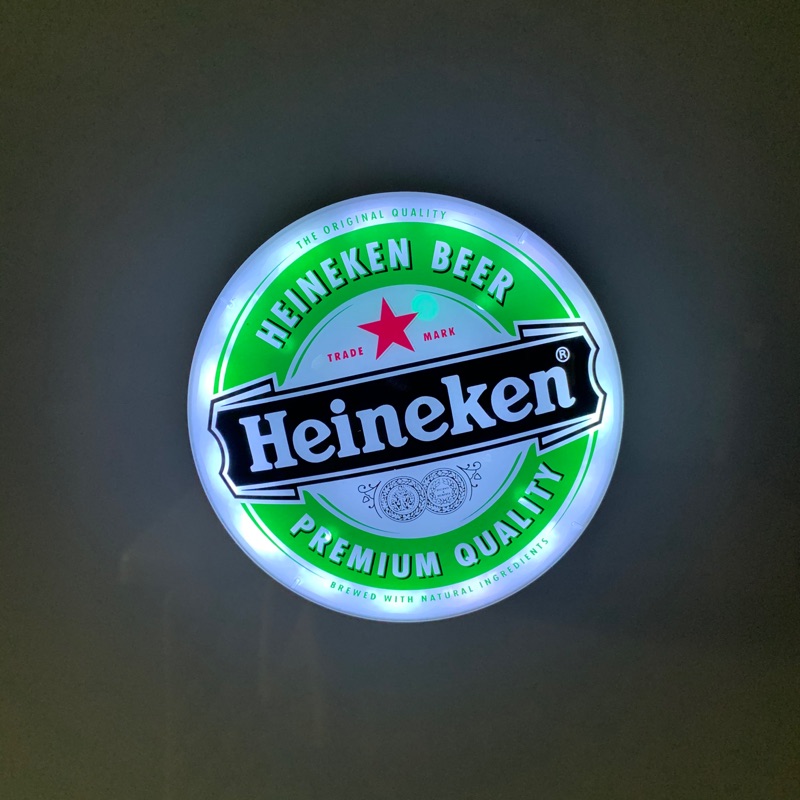 THE ORIGINAL QUALITY
HEINEKEN BEER
TRADE MARK
Heineken®
PREMIUM QUALITY
BREWED WITH NATURAL INGREDIENTS